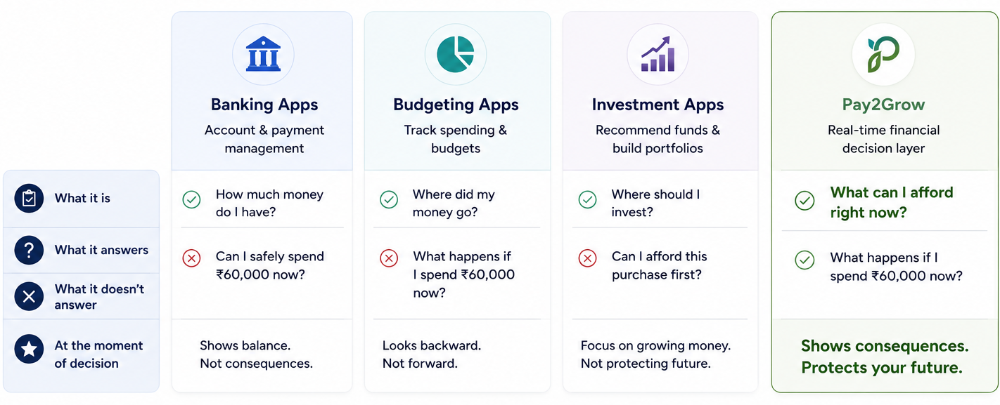 Banking Apps
Account & payment
management
Budgeting Apps
Track spending &
budgets
Investment Apps
Recommend funds &
build portfolios
Pay2Grow
Real-time financial
decision layer
What it is
How much money
do I have?
Where did my
money go?
Where should I
invest?
What can I afford
right now?
What it answers
What it doesn't
answer
Can I safely spend
₹60,000 now?
What happens if
I spend ₹60,000
now?
Can I afford this
purchase first?
What happens if I
spend ₹60,000 now?
At the moment
of decision
Shows balance.
Not consequences.
Looks backward.
Not forward.
Focus on growing money.
Not protecting future.
Shows consequences.
Protects your future.